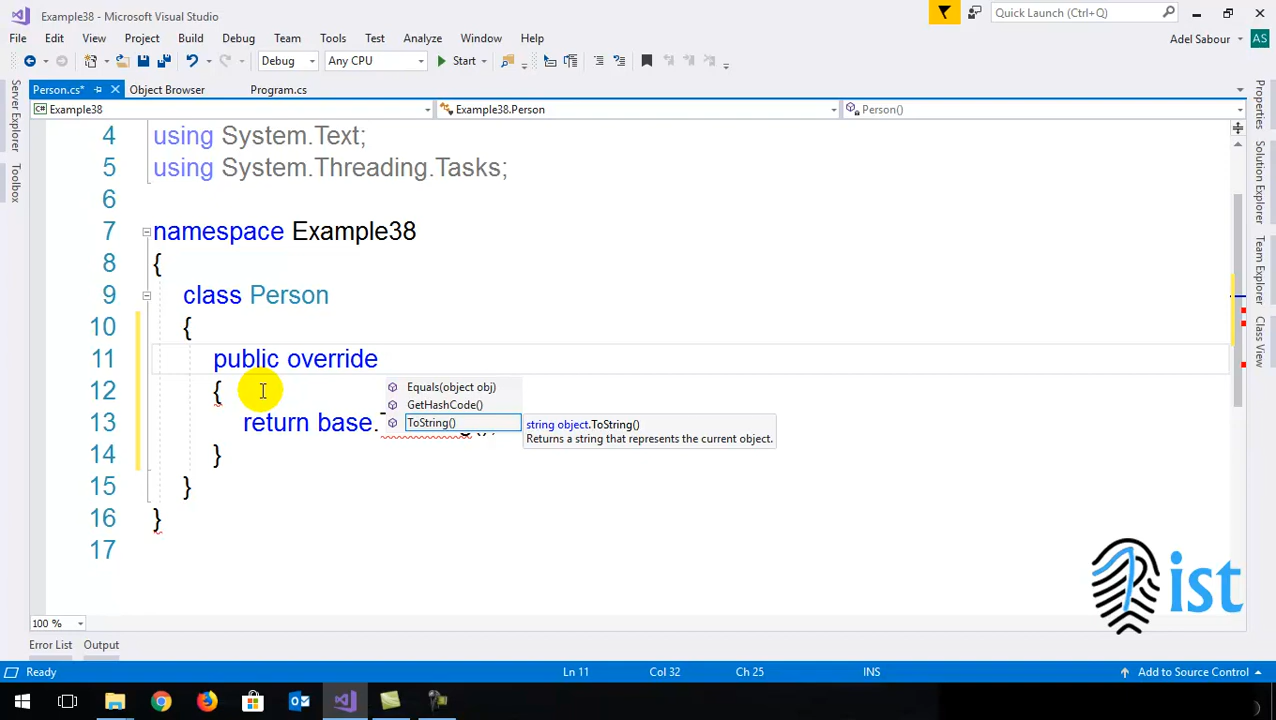 Example38 - Microsoft Visual Studio
Quick Launch (Ctrl+Q)
File Edit View Project Build Debug Team Tools Test Analyze Window Help
Adel Sabour AS
Debug Any CPU Start
Person.cs* Object Browser Program.cs
Example38 Example38.Person Person()
Server Explorer
Toolbox
Properties
Solution Explorer
Team Explorer
Class View
4 using System.Text;
5 using System.Threading.Tasks;
6
7 namespace Example38
8 {
9 class Person
10 {
11 public override
12 {
13 return base.
14 }
15 }
16 }
17
Equals(object obj)
GetHashCode()
ToString()
string object.ToString()
Returns a string that represents the current object.
ist
100 %
Error List Output
Ready Ln 11 Col 32 Ch 25 INS Add to Source Control